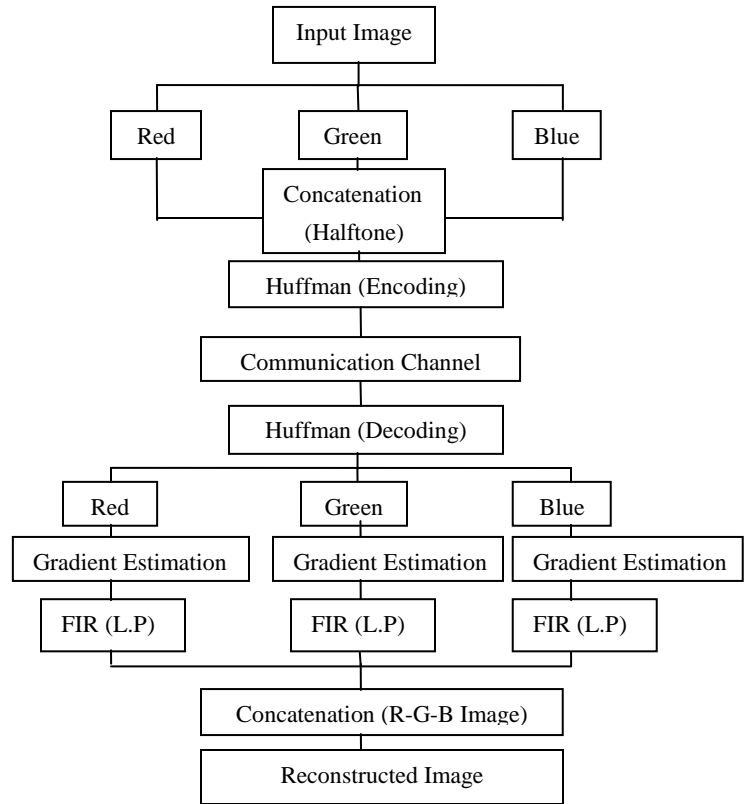 Input Image
Red
Green
Blue
Concatenation
(Halftone)
Huffman (Encoding)
Communication Channel
Huffman (Decoding)
Red
Green
Blue
Gradient Estimation
Gradient Estimation
Gradient Estimation
FIR (L.P)
FIR (L.P)
FIR (L.P)
Concatenation (R-G-B Image)
Reconstructed Image